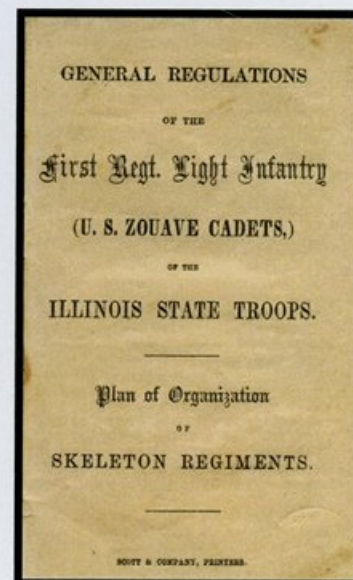 GENERAL REGULATIONS
OF THE
First Regt. Light Infantry
(U. S. ZOUAVE CADETS,)
OF THE
ILLINOIS STATE TROOPS.
Plan of Organization
OF
SKELETON REGIMENTS.
SCOTT & COMPANY, PRINTERS.